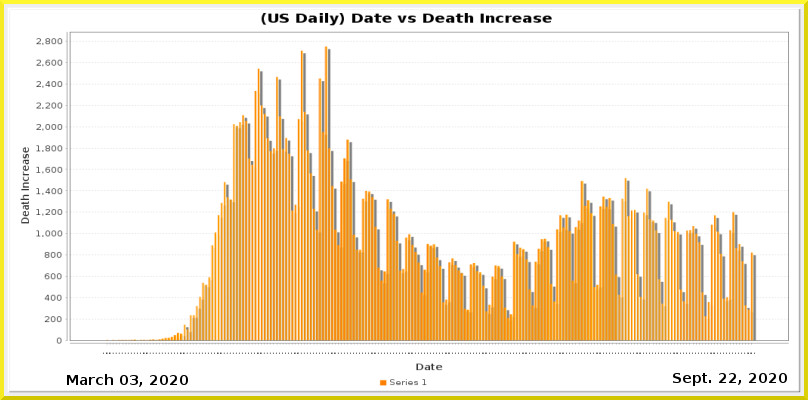 (US Daily) Date vs Death Increase
2,800
2,600
2,400
2,200
2,000
1,800
1,600
1,400
1,200
1,000
800
600
400
200
0
Death Increase
Date
March 03, 2020
Series 1
Sept. 22, 2020